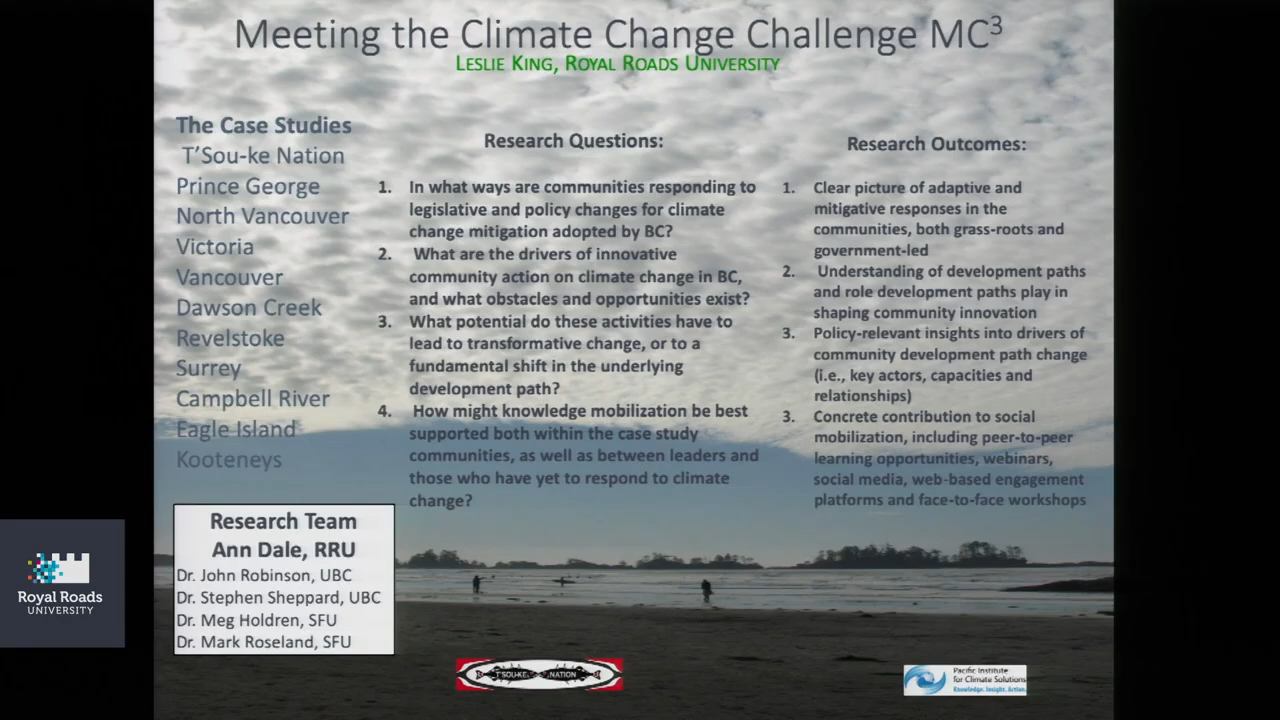 Meeting the Climate Change Challenge MC³
LESLIE KING, ROYAL ROADS UNIVERSITY
The Case Studies
T'Sou-ke Nation
Prince George
North Vancouver
Victoria
Vancouver
Dawson Creek
Revelstoke
Surrey
Campbell River
Eagle Island
Kooteneys
Research Questions:
1. In what ways are communities responding to
legislative and policy changes for climate
change mitigation adopted by BC?
2. What are the drivers of innovative
community action on climate change in BC,
and what obstacles and opportunities exist?
3. What potential do these activities have to
lead to transformative change, or to a
fundamental shift in the underlying
development path?
4. How might knowledge mobilization be best
supported both within the case study
communities, as well as between leaders and
those who have yet to respond to climate
change?
Research Outcomes:
1. Clear picture of adaptive and
mitigative responses in the
communities, both grass-roots and
government-led
2. Understanding of development paths
and role development paths play in
shaping community innovation
3. Policy-relevant insights into drivers of
community development path change
(i.e., key actors, capacities and
relationships)
3. Concrete contribution to social
mobilization, including peer-to-peer
learning opportunities, webinars,
social media, web-based engagement
platforms and face-to-face workshops
Research Team
Ann Dale, RRU
Dr. John Robinson, UBC
Dr. Stephen Sheppard, UBC
Dr. Meg Holdren, SFU
Dr. Mark Roseland, SFU
Royal Roads
UNIVERSITY
T'SOU-KE NATION
Pacific Institute
for Climate Solutions
Knowledge. Insight. Action.